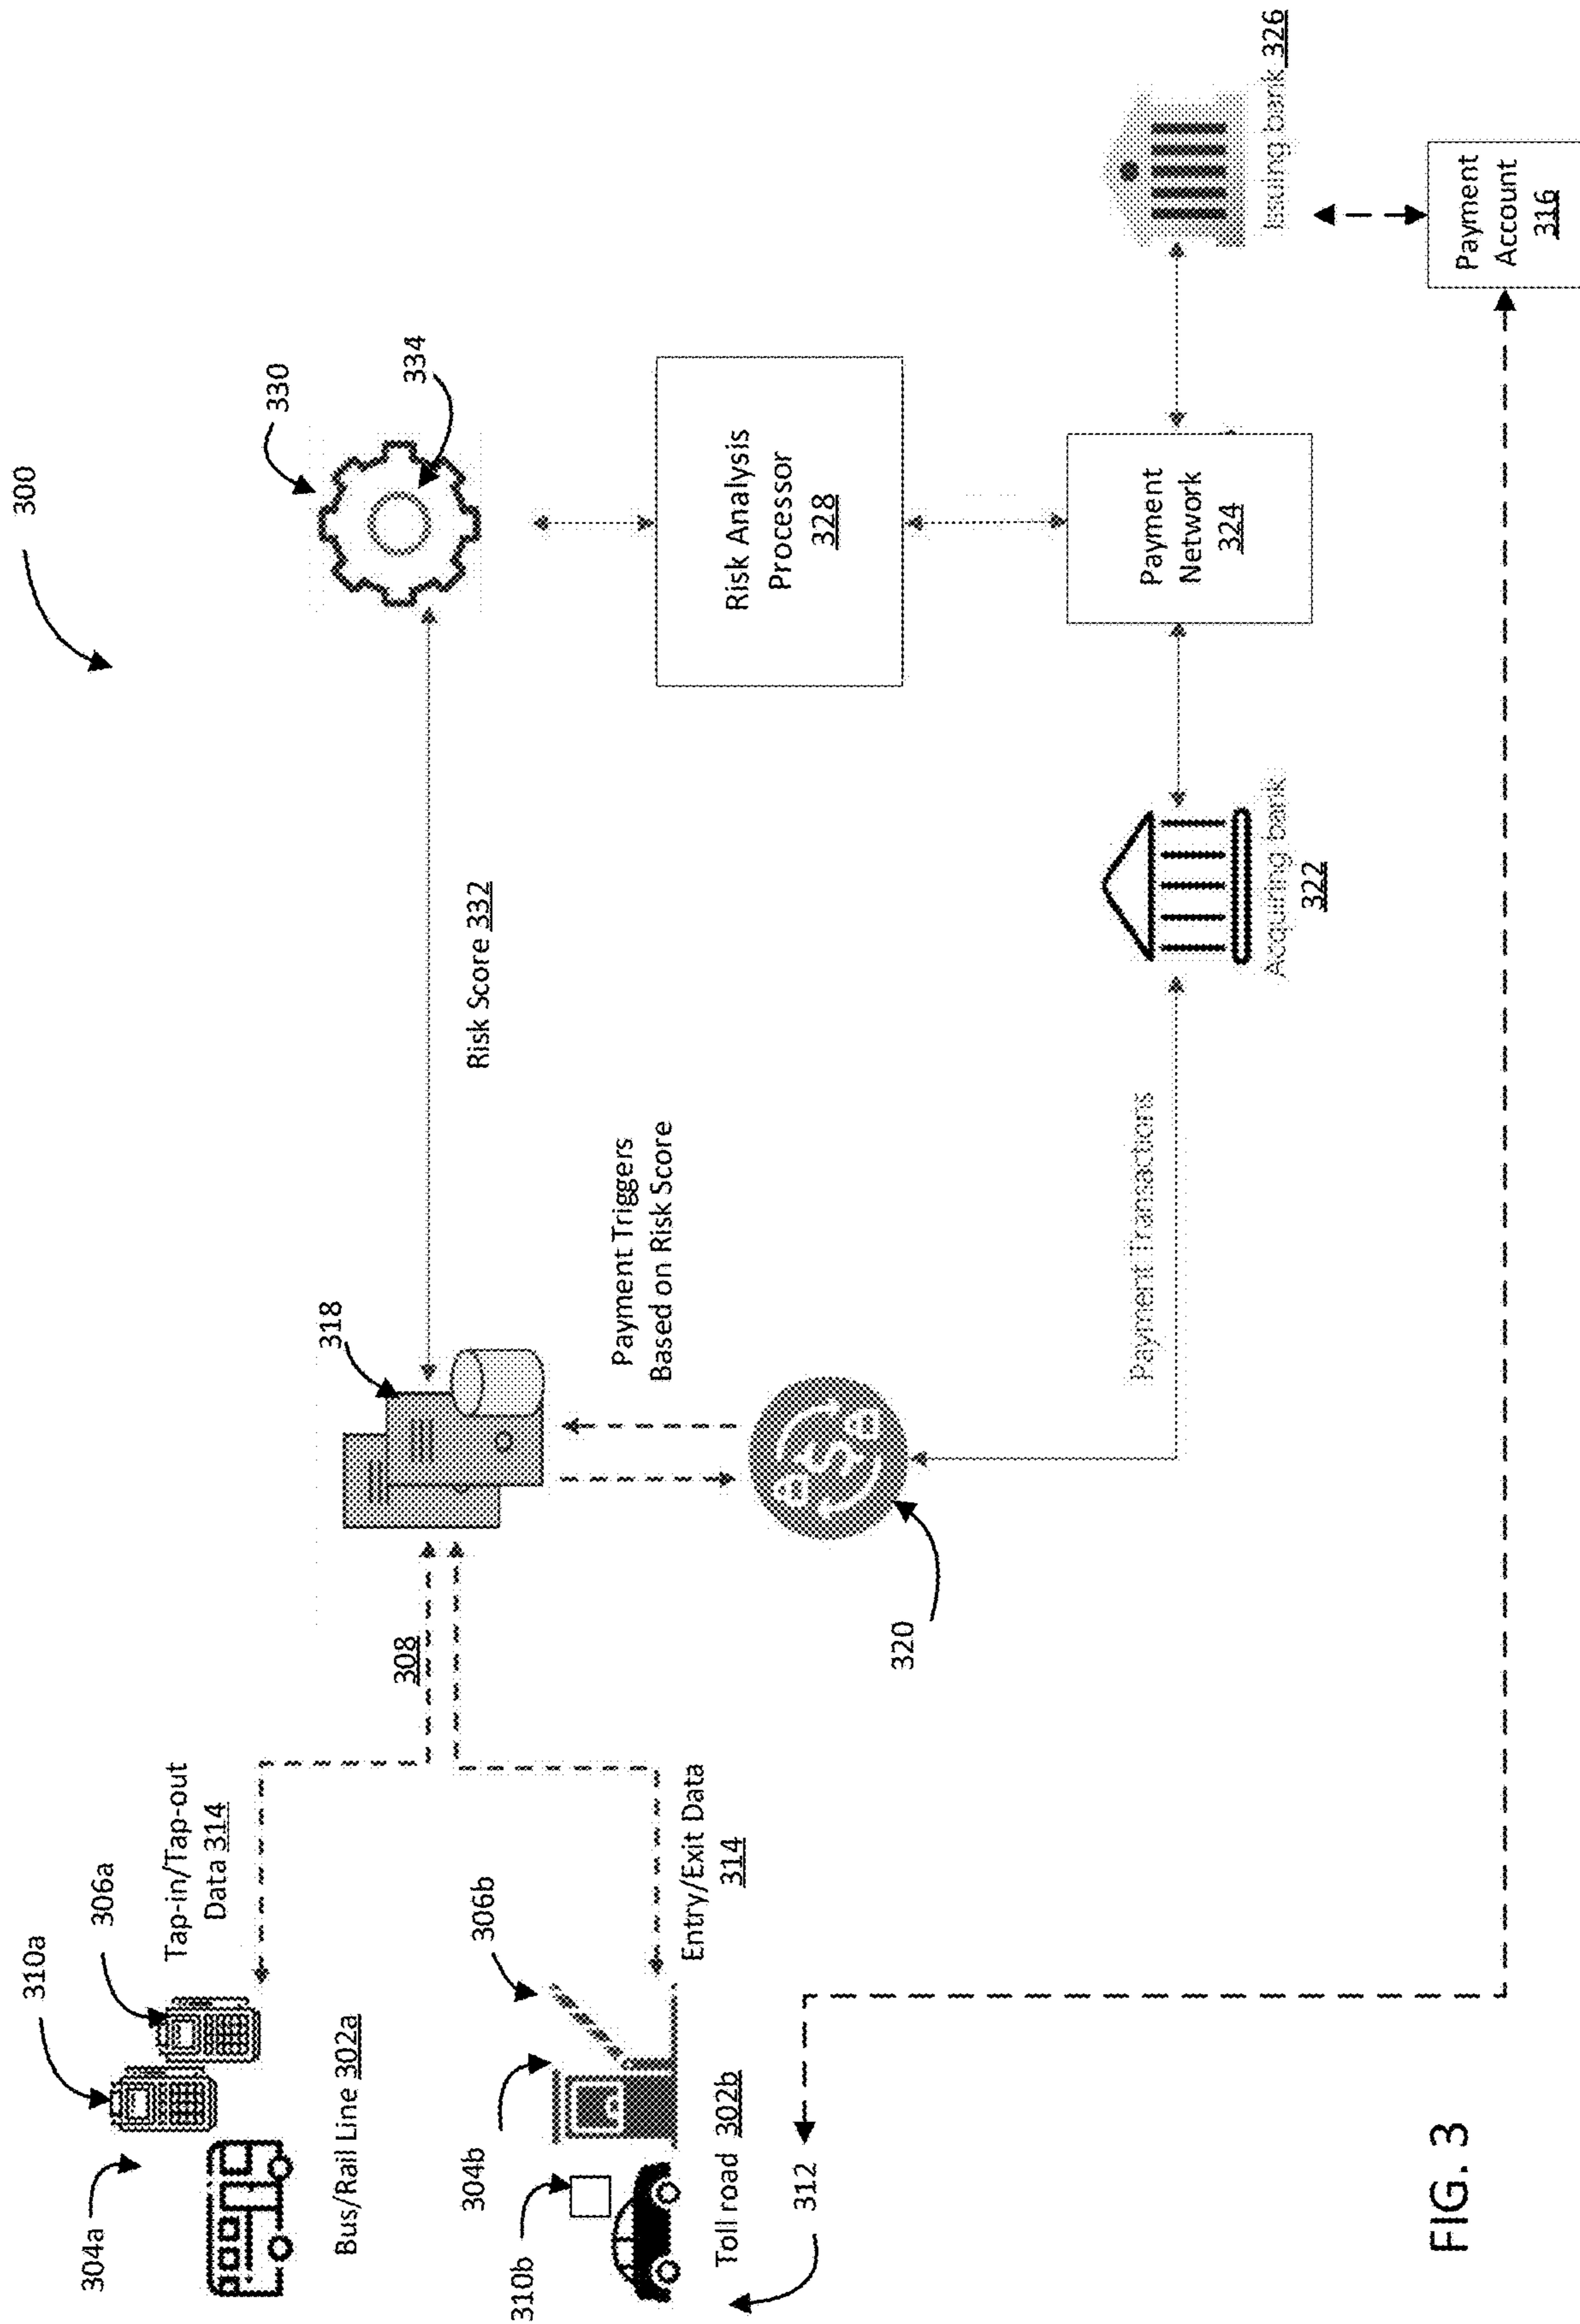 300
304a
310a
306a
Tap-in/Tap-out
Data 314
Bus/Rail Line 302a
308
318
Risk Score 332
330
334
304b
310b
306b
Entry/Exit Data
314
Toll road 302b
312
Payment Triggers
Based on Risk Score
320
Risk Analysis
Processor
328
Payment Transactions
Acquiring bank
322
Payment
Network
324
Issuing bank 326
Payment
Account
316
FIG. 3